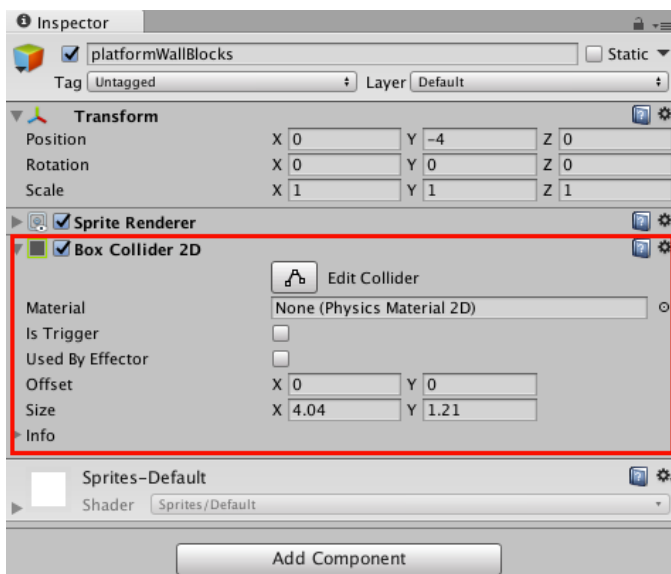 Inspector
platformWallBlocks Static
Tag Untagged Layer Default
Transform
Position X 0 Y -4 Z 0
Rotation X 0 Y 0 Z 0
Scale X 1 Y 1 Z 1
Sprite Renderer
Box Collider 2D
Edit Collider
Material None (Physics Material 2D)
Is Trigger
Used By Effector
Offset X 0 Y 0
Size X 4.04 Y 1.21
Info
Sprites-Default
Shader Sprites/Default
Add Component